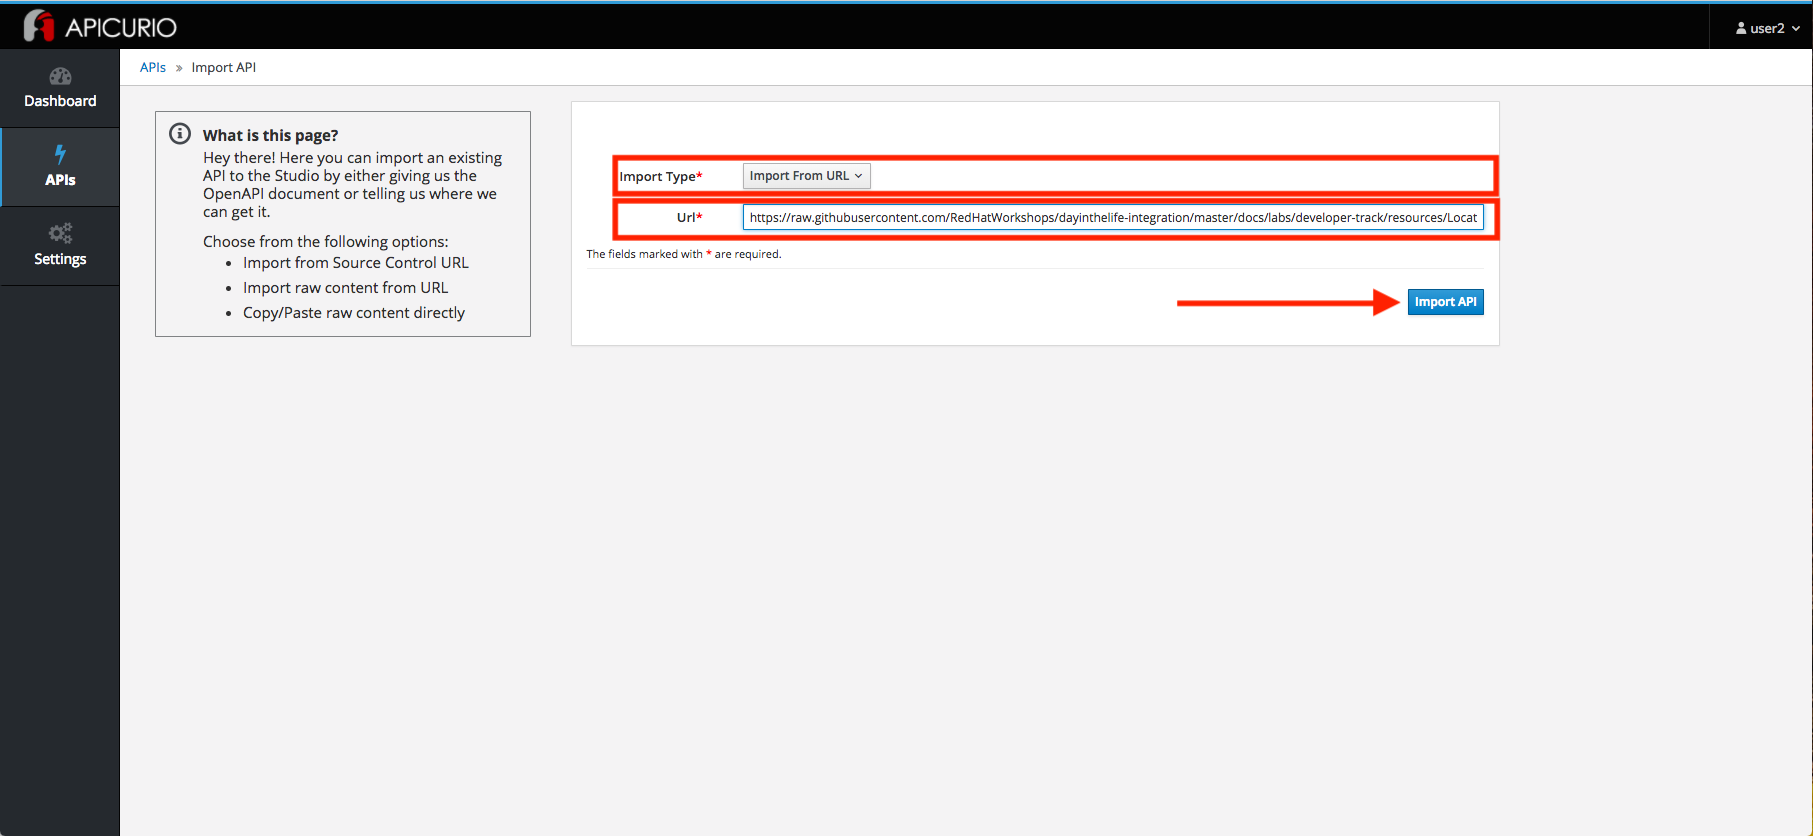 APICURIO
user2
Dashboard
APIs
Settings
APIs » Import API
What is this page?
Hey there! Here you can import an existing
API to the Studio by either giving us the
OpenAPI document or telling us where we
can get it.
Choose from the following options:
• Import from Source Control URL
• Import raw content from URL
• Copy/Paste raw content directly
Import Type* Import From URL
Url* https://raw.githubusercontent.com/RedHatWorkshops/dayinthelife-integration/master/docs/labs/developer-track/resources/Locat
The fields marked with * are required.
Import API